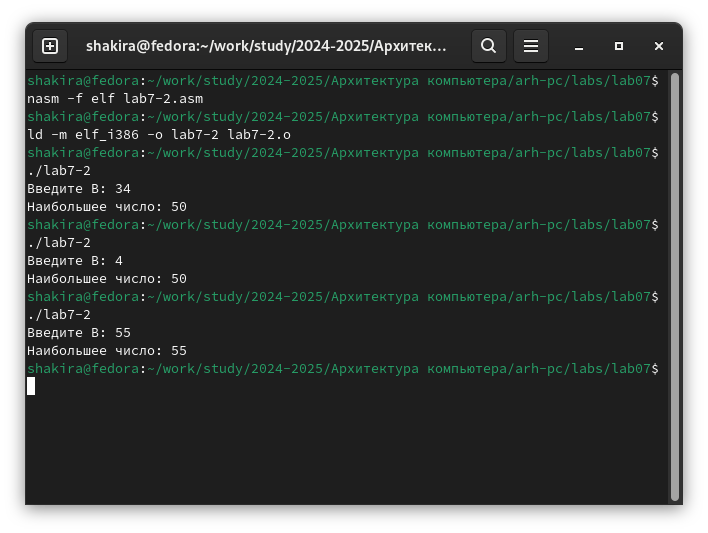 shakira@fedora:~/work/study/2024-2025/Архитек...
shakira@fedora:~/work/study/2024-2025/Архитектура компьютера/arh-pc/labs/lab07$
nasm -f elf lab7-2.asm
shakira@fedora:~/work/study/2024-2025/Архитектура компьютера/arh-pc/labs/lab07$
ld -m elf_i386 -o lab7-2 lab7-2.o
shakira@fedora:~/work/study/2024-2025/Архитектура компьютера/arh-pc/labs/lab07$
./lab7-2
Введите B: 34
Наибольшее число: 50
shakira@fedora:~/work/study/2024-2025/Архитектура компьютера/arh-pc/labs/lab07$
./lab7-2
Введите B: 4
Наибольшее число: 50
shakira@fedora:~/work/study/2024-2025/Архитектура компьютера/arh-pc/labs/lab07$
./lab7-2
Введите B: 55
Наибольшее число: 55
shakira@fedora:~/work/study/2024-2025/Архитектура компьютера/arh-pc/labs/lab07$